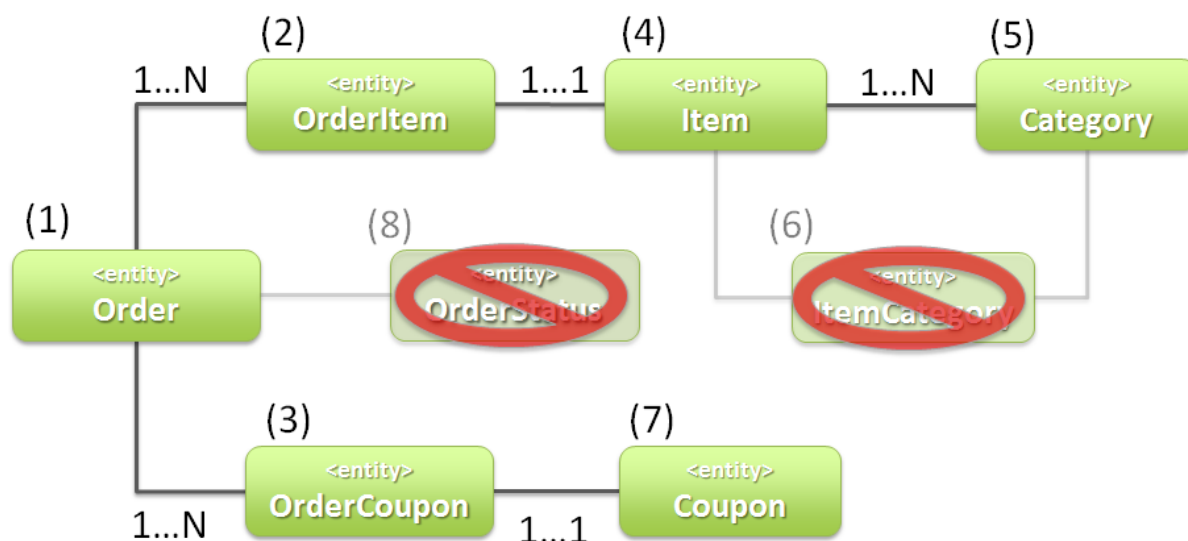 (2)
(4)
(5)
1...N
<entity>
OrderItem
1...1
<entity>
Item
1...N
<entity>
Category
(1)
(8)
(6)
<entity>
Order
<entity>
OrderStatus
<entity>
ItemCategory
(3)
(7)
<entity>
OrderCoupon
<entity>
Coupon
1...N
1...1